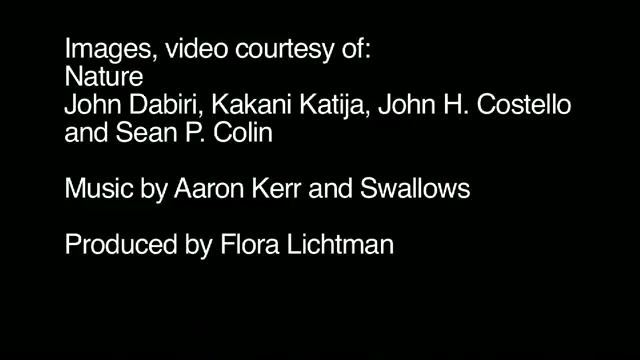 Images, video courtesy of:
Nature
John Dabiri, Kakani Katija, John H. Costello
and Sean P. Colin
Music by Aaron Kerr and Swallows
Produced by Flora Lichtman